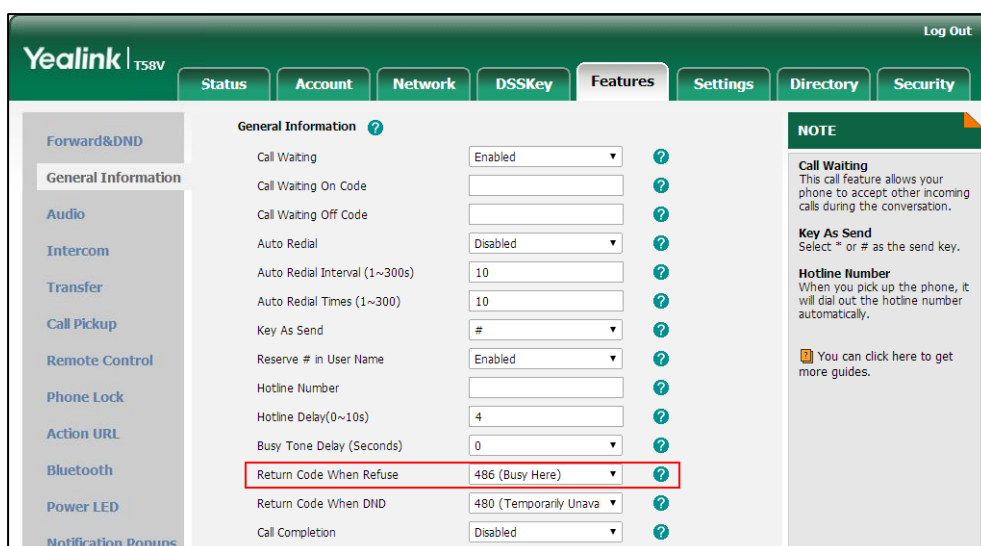 Log Out
Yealink | T58V
Status Account Network DSSKey Features Settings Directory Security
Forward&DND
General Information
Audio
Intercom
Transfer
Call Pickup
Remote Control
Phone Lock
Action URL
Bluetooth
Power LED
Notification Popups
General Information ?
Call Waiting Enabled ?
Call Waiting On Code ?
Call Waiting Off Code ?
Auto Redial Disabled ?
Auto Redial Interval (1~300s) 10 ?
Auto Redial Times (1~300) 10 ?
Key As Send # ?
Reserve # in User Name Enabled ?
Hotline Number ?
Hotline Delay(0~10s) 4 ?
Busy Tone Delay (Seconds) 0 ?
Return Code When Refuse 486 (Busy Here) ?
Return Code When DND 480 (Temporarily Unava ?
Call Completion Disabled ?
NOTE
Call Waiting
This call feature allows your
phone to accept other incoming
calls during the conversation.
Key As Send
Select * or # as the send key.
Hotline Number
When you pick up the phone, it
will dial out the hotline number
automatically.
? You can click here to get
more guides.